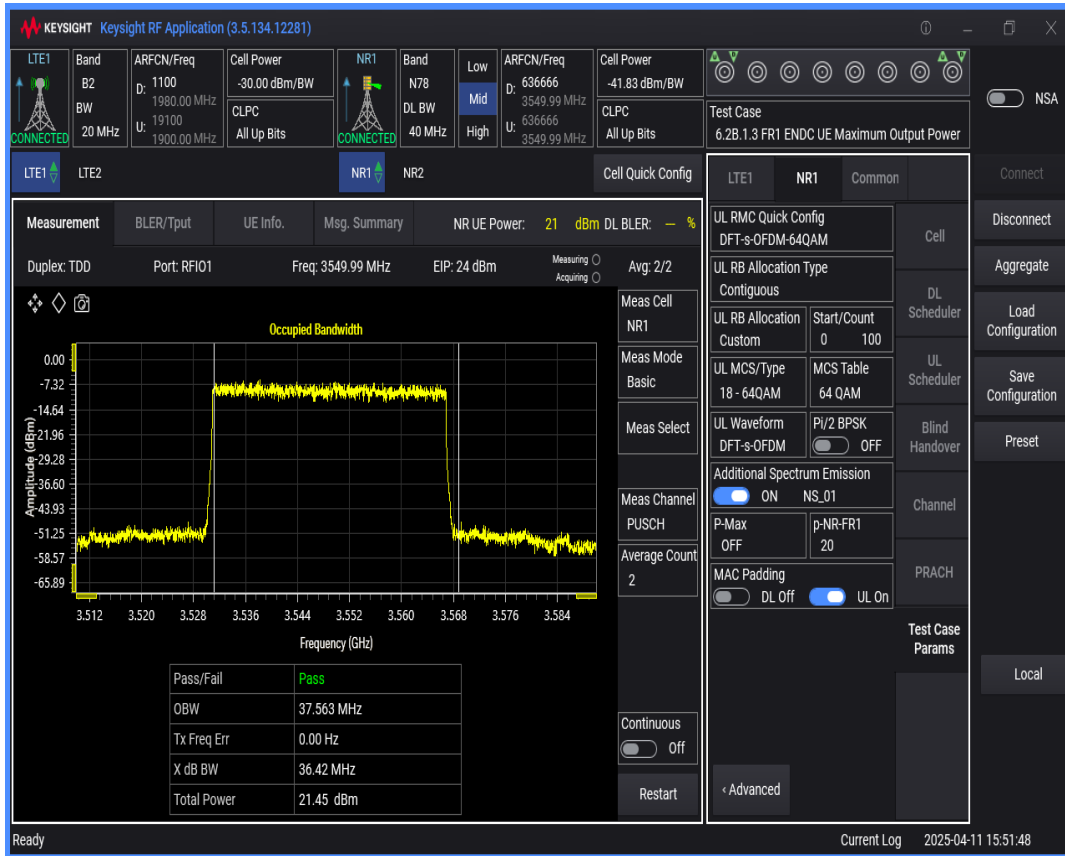 KEYSIGHT Keysight RF Application (3.5.134.12281)
LTE1
CONNECTED
Band
B2
BW
20 MHz
ARFCN/Freq
D: 1100
1980.00 MHz
U: 19100
1900.00 MHz
Cell Power
-30.00 dBm/BW
CLPC
All Up Bits
NR1
CONNECTED
Band
N78
DL BW
40 MHz
Low
Mid
High
ARFCN/Freq
D: 636666
3549.99 MHz
U: 636666
3549.99 MHz
Cell Power
-41.83 dBm/BW
CLPC
All Up Bits
Test Case
6.2B.1.3 FR1 ENDC UE Maximum Output Power
NSA
LTE1 LTE2
NR1 NR2
Cell Quick Config
Measurement BLER/Tput UE Info. Msg. Summary NR UE Power: 21 dBm DL BLER: — %
Duplex: TDD Port: RFIO1 Freq: 3549.99 MHz EIP: 24 dBm Measuring Acquiring Avg: 2/2
Occupied Bandwidth
Amplitude (dBm)
0.00
-7.32
-14.64
-21.96
-29.28
-36.60
-43.93
-51.25
-58.57
-65.89
3.512 3.520 3.528 3.536 3.544 3.552 3.560 3.568 3.576 3.584
Frequency (GHz)
Pass/Fail Pass
OBW 37.563 MHz
Tx Freq Err 0.00 Hz
X dB BW 36.42 MHz
Total Power 21.45 dBm
Meas Cell
NR1
Meas Mode
Basic
Meas Select
Meas Channel
PUSCH
Average Count
2
Continuous
Off
Restart
LTE1 NR1 Common
UL RMC Quick Config
DFT-s-OFDM-64QAM
UL RB Allocation Type
Contiguous
UL RB Allocation
Custom
Start/Count
0 100
UL MCS/Type
18 - 64QAM
MCS Table
64 QAM
UL Waveform
DFT-s-OFDM
Pi/2 BPSK
OFF
Additional Spectrum Emission
ON NS_01
P-Max
OFF
p-NR-FR1
20
MAC Padding
DL Off UL On
‹ Advanced
Cell
DL
Scheduler
UL
Scheduler
Blind
Handover
Channel
PRACH
Test Case
Params
Connect
Disconnect
Aggregate
Load
Configuration
Save
Configuration
Preset
Local
Ready Current Log 2025-04-11 15:51:48